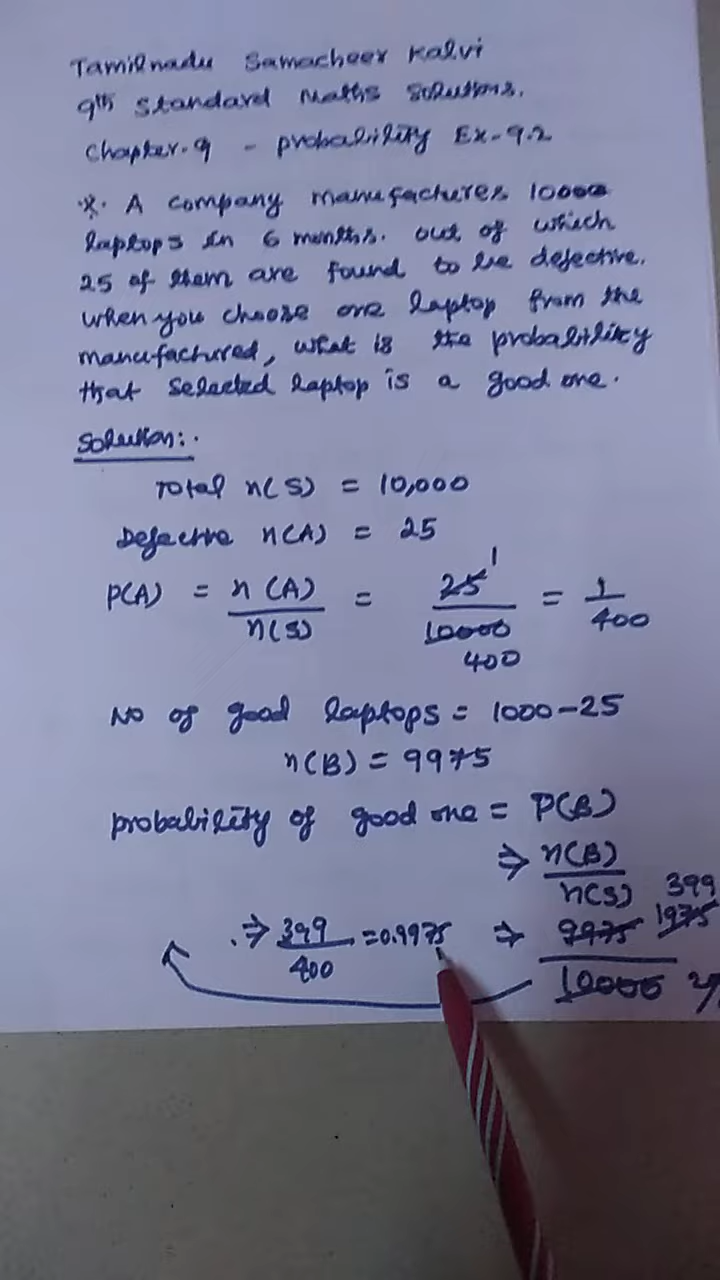 Tamilnadu Samacheer Kalvi
9th Standard Maths Solutions.
Chapter.9 - probability Ex-9.2
*. A company manufactures 10000
laptops in 6 months. out of which
25 of them are found to be defective.
when you choose one laptop from the
manufactured, what is the probability
that selected laptop is a good one.
Solution:.
Total n(S) = 10,000
Defective n(A) = 25
P(A) = n(A)/n(S) = 25/10000 = 1/400
1
400
No of good laptops = 1000-25
n(B) = 9975
probability of good one = P(B)
⇒ n(B)/n(S)
399
1975
⇒ 9975/10000
.⇒ 399/400 = 0.9975